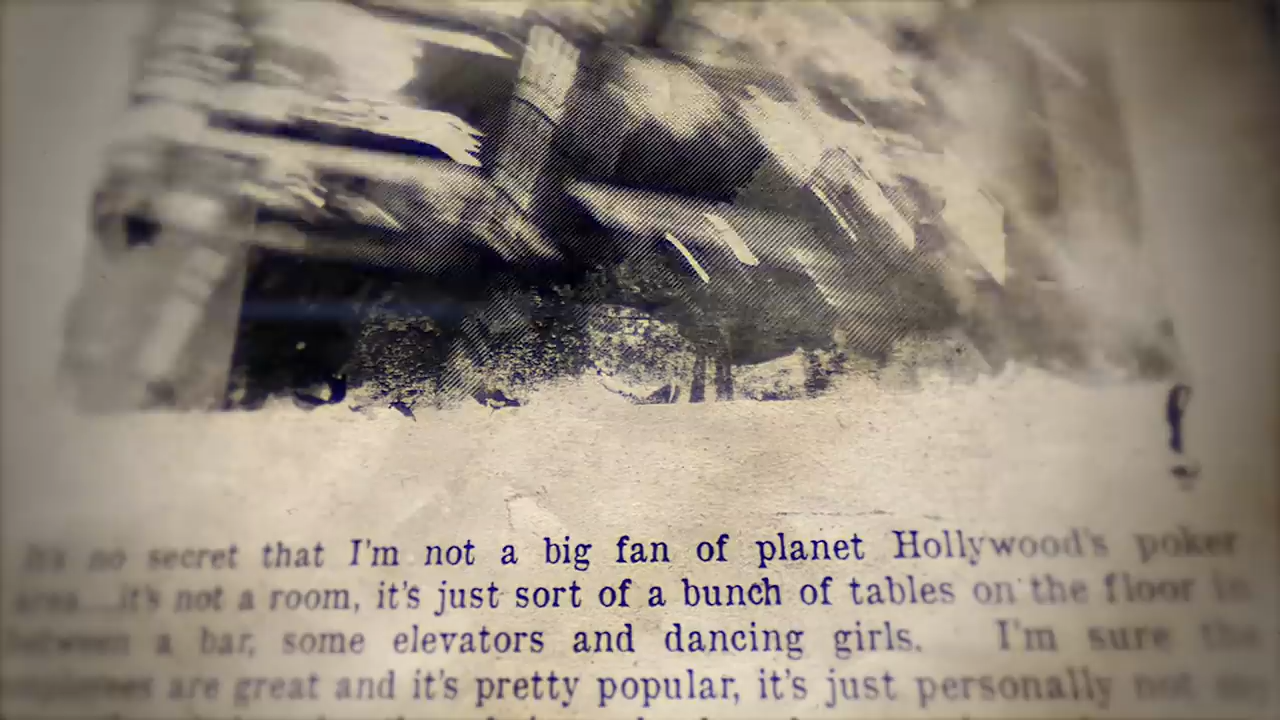 It's no secret that I'm not a big fan of planet Hollywood's poker
area....it's not a room, it's just sort of a bunch of tables on the floor in
between a bar, some elevators and dancing girls. I'm sure the
are great and it's pretty popular, it's just personally not